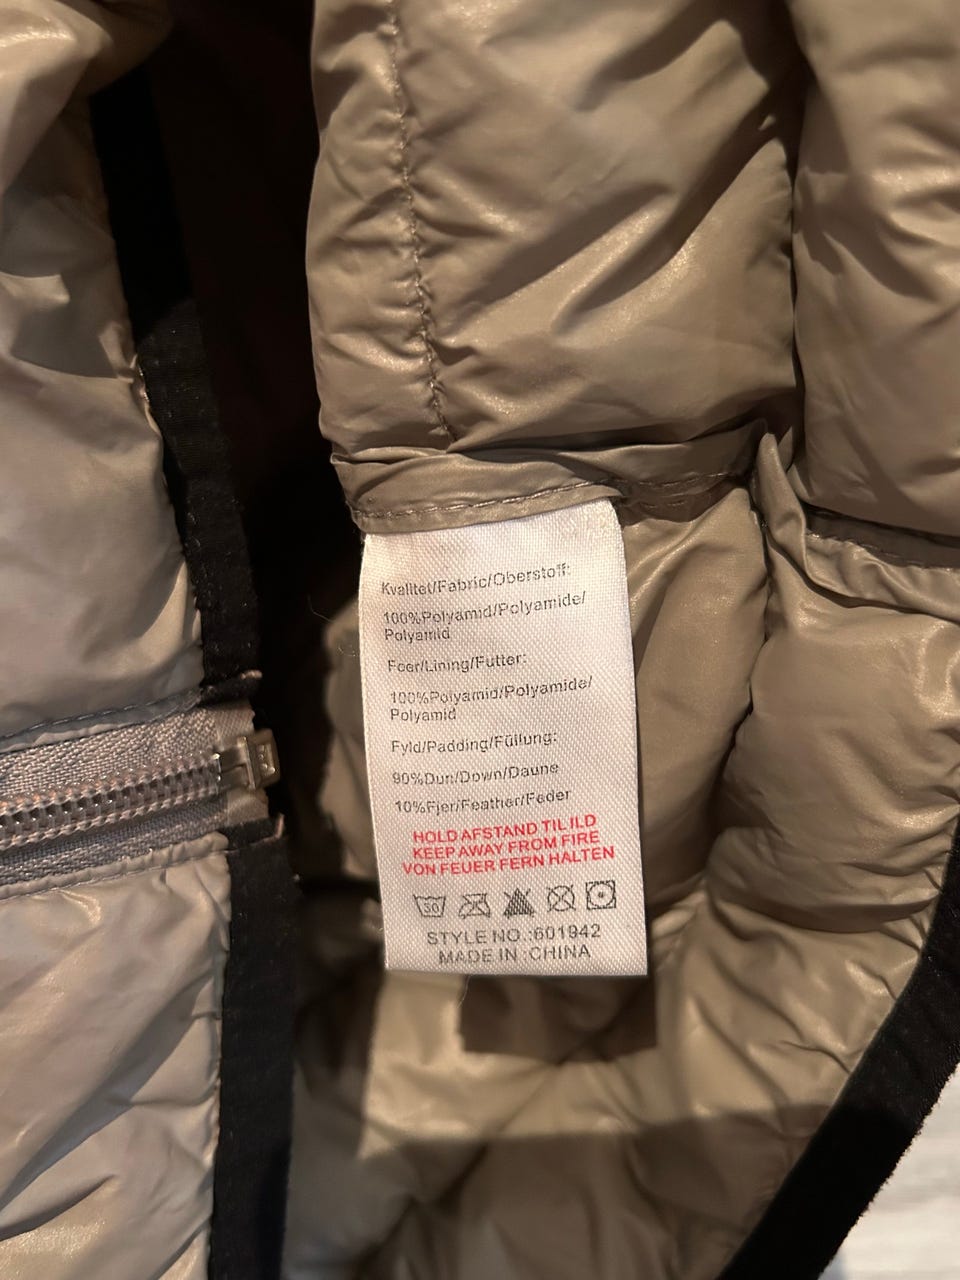 Kvalitet/Fabric/Oberstoff:
100%Polyamid/Polyamide/
Polyamid
Foer/Lining/Futter:
100%Polyamid/Polyamide/
Polyamid
Fyld/Padding/Füllung:
90%Dun/Down/Daune
10%Fjer/Feather/Feder
HOLD AFSTAND TIL ILD
KEEP AWAY FROM FIRE
VON FEUER FERN HALTEN
30
STYLE NO.:601942
MADE IN :CHINA